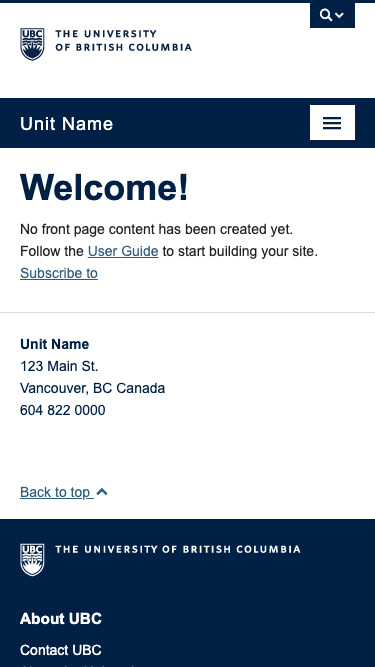 UBC
THE UNIVERSITY
OF BRITISH COLUMBIA
Unit Name
Welcome!
No front page content has been created yet.
Follow the User Guide to start building your site.
Subscribe to
Unit Name
123 Main St.
Vancouver, BC Canada
604 822 0000
Back to top
UBC
THE UNIVERSITY OF BRITISH COLUMBIA
About UBC
Contact UBC